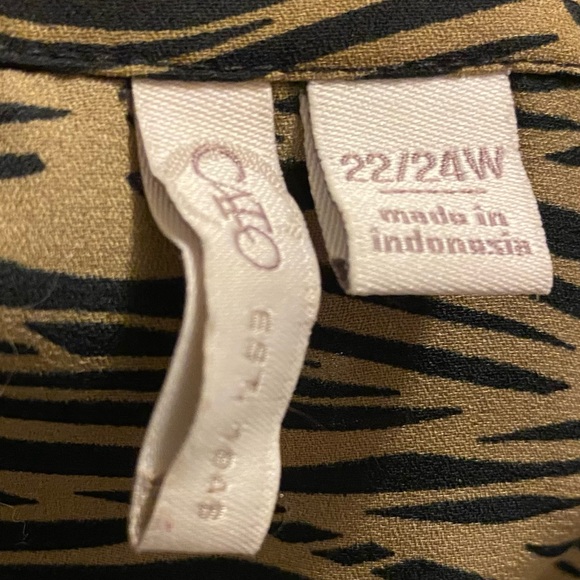 CATO
EST. 1946
22/24W
made in
indonesia